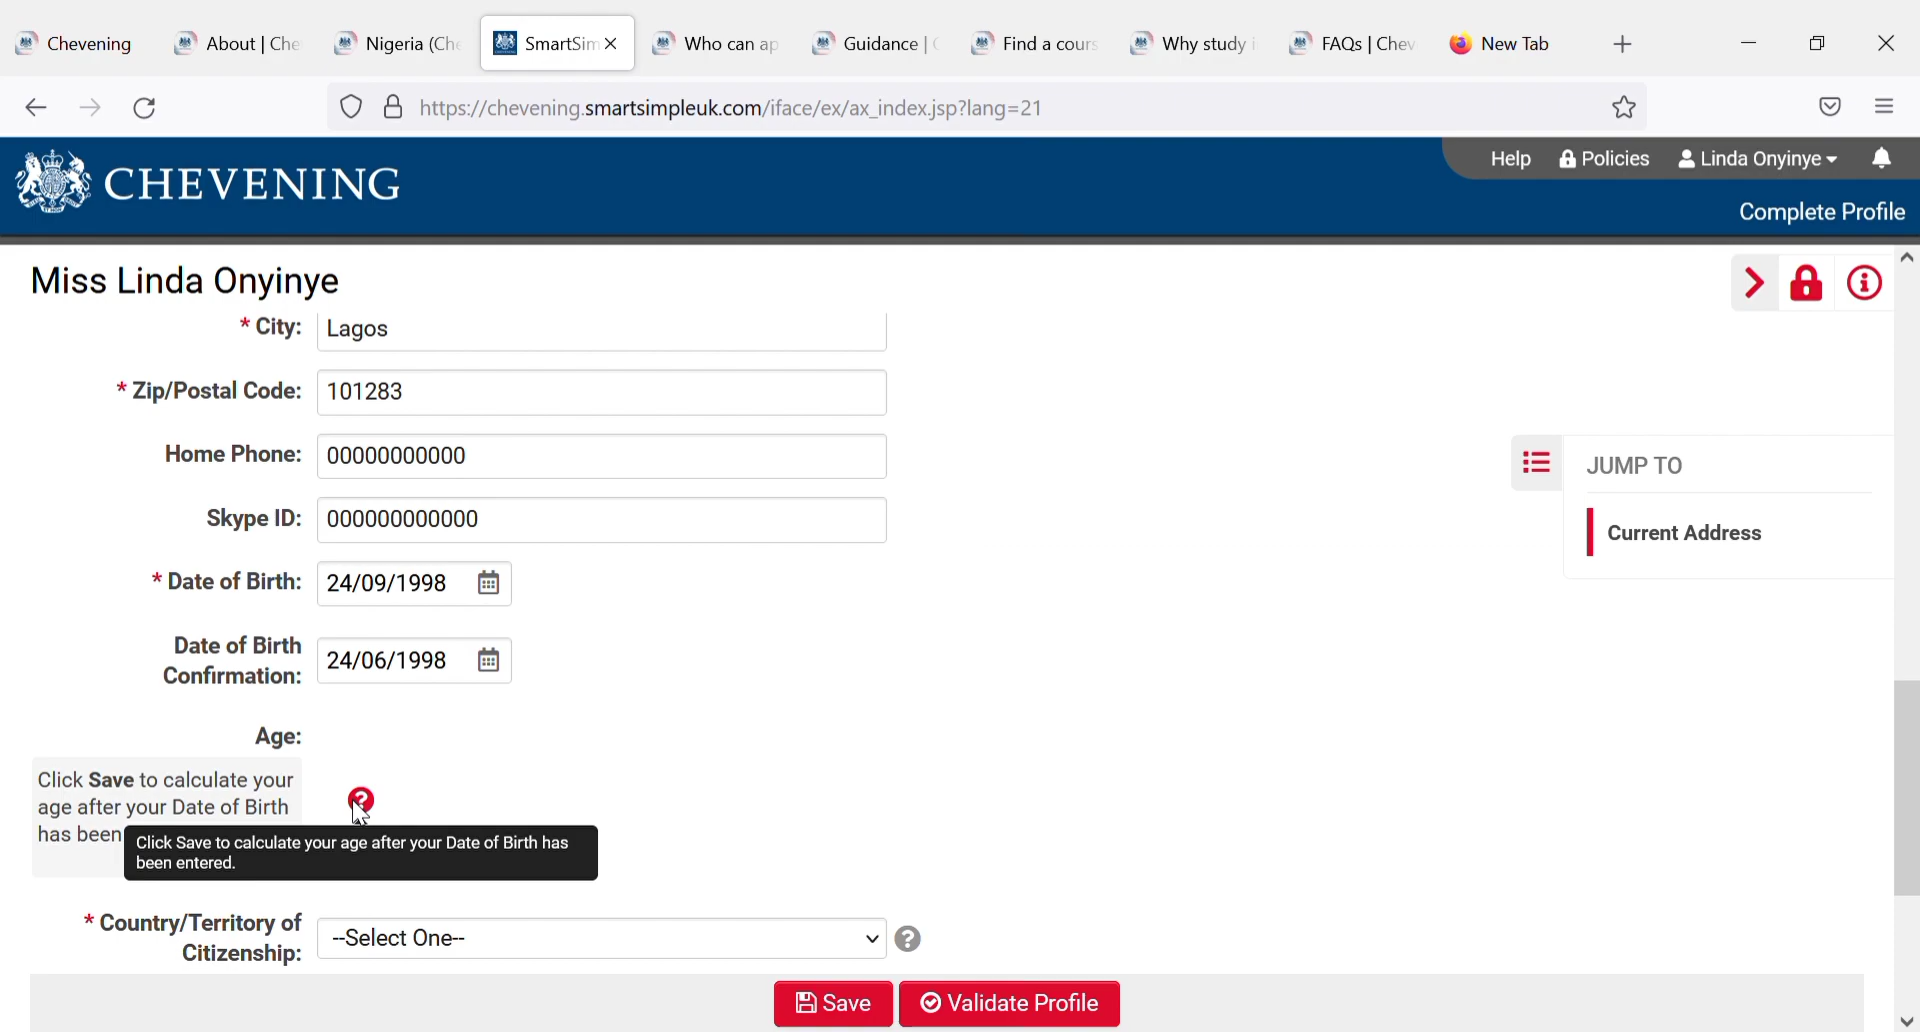 Chevening
About | Che
Nigeria (Che
SmartSim
Who can ap
Guidance | C
Find a cours
Why study i
FAQs | Chev
New Tab
https://chevening.smartsimpleuk.com/iface/ex/ax_index.jsp?lang=21
CHEVENING
Help
Policies
Linda Onyinye
Complete Profile
Miss Linda Onyinye
* City: Lagos
* Zip/Postal Code: 101283
Home Phone: 00000000000
Skype ID: 000000000000
* Date of Birth: 24/09/1998
Date of Birth
Confirmation: 24/06/1998
Age:
Click Save to calculate your
age after your Date of Birth
has been
Click Save to calculate your age after your Date of Birth has
been entered.
* Country/Territory of
Citizenship: --Select One--
JUMP TO
Current Address
Save
Validate Profile